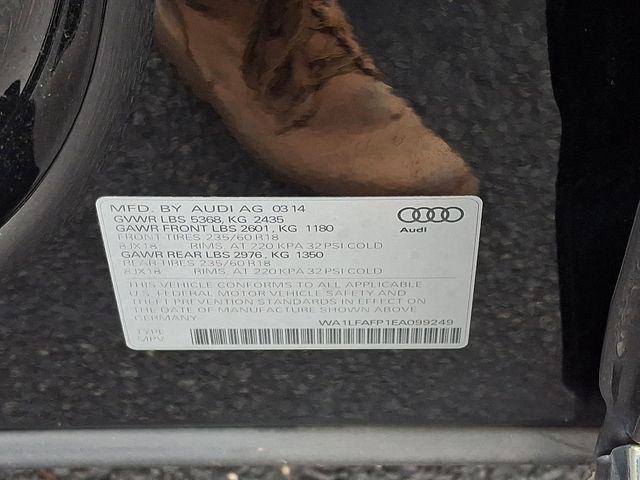 MFD. BY AUDI AG 03 14
GVWR LBS 5368, KG 2435
GAWR FRONT LBS 2601, KG 1180
FRONT TIRES 235/60 R18
8JX18 RIMS, AT 220 KPA 32 PSI COLD
GAWR REAR LBS 2976, KG 1350
REAR TIRES 235/60 R18
8JX18 RIMS, AT 220 KPA 32 PSI COLD
Audi
THIS VEHICLE CONFORMS TO ALL APPLICABLE
U.S. FEDERAL MOTOR VEHICLE SAFETY AND
THEFT PREVENTION STANDARDS IN EFFECT ON
THE DATE OF MANUFACTURE SHOWN ABOVE
GERMANY
WA1LFAFP1EA099249
TYPE
MPV